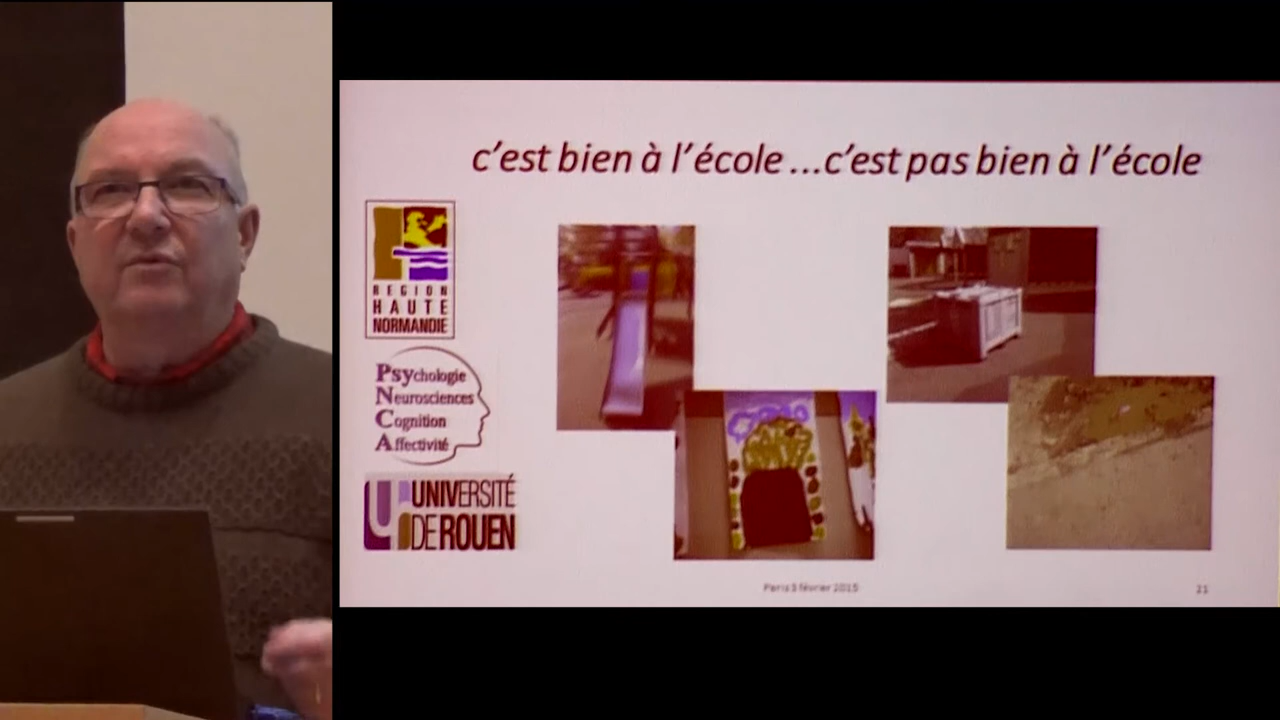 c'est bien à l'école ...c'est pas bien à l'école
REGION
HAUTE
NORMANDIE
Psychologie
Neurosciences
Cognition
Affectivité
UNIVERSITÉ
DE ROUEN
Paris 3 février 2015
21